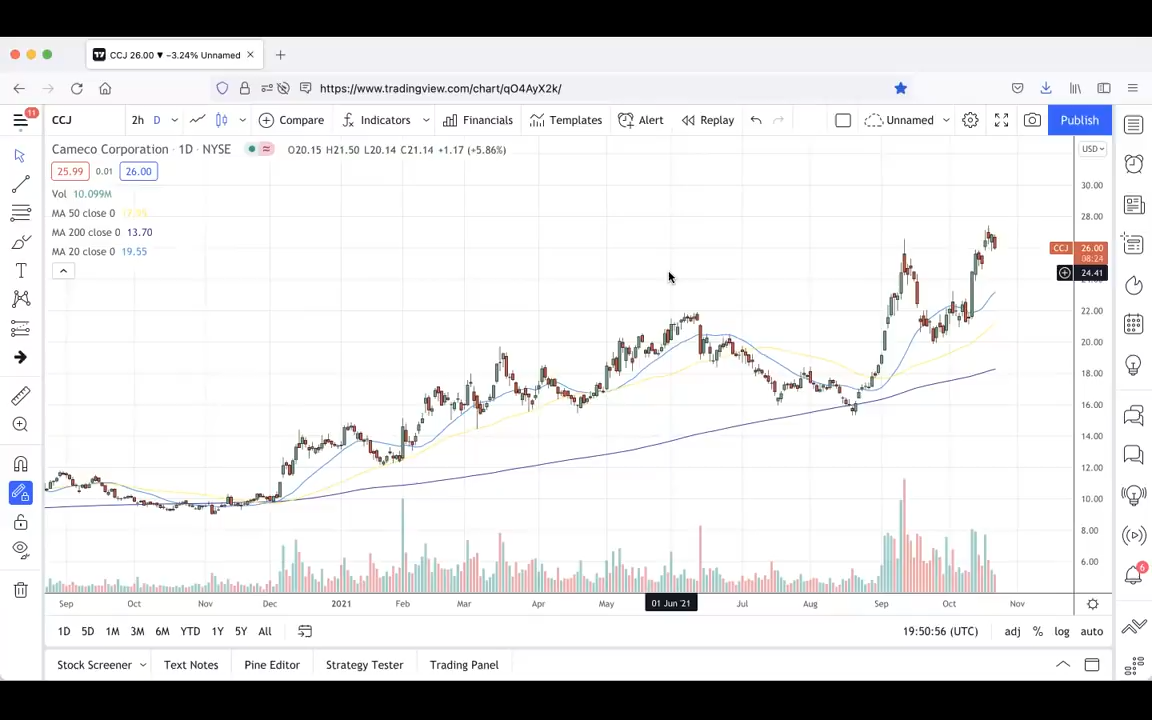 CCJ 26.00 ▼ −3.24% Unnamed
https://www.tradingview.com/chart/qO4AyX2k/
11
CCJ 2h D Compare Indicators Financials Templates Alert Replay Unnamed Publish
Cameco Corporation · 1D · NYSE O20.15 H21.50 L20.14 C21.14 +1.17 (+5.86%)
USD
25.99 0.01 26.00
Vol 10.099M
MA 50 close 0
MA 200 close 0 13.70
MA 20 close 0 19.55
30.00
28.00
CCJ 26.00
08:24
24.41
22.00
20.00
18.00
16.00
14.00
12.00
10.00
8.00
6.00
6
Sep Oct Nov Dec 2021 Feb Mar Apr May 01 Jun '21 Jul Aug Sep Oct Nov
1D 5D 1M 3M 6M YTD 1Y 5Y All 19:50:56 (UTC) adj % log auto
Stock Screener Text Notes Pine Editor Strategy Tester Trading Panel